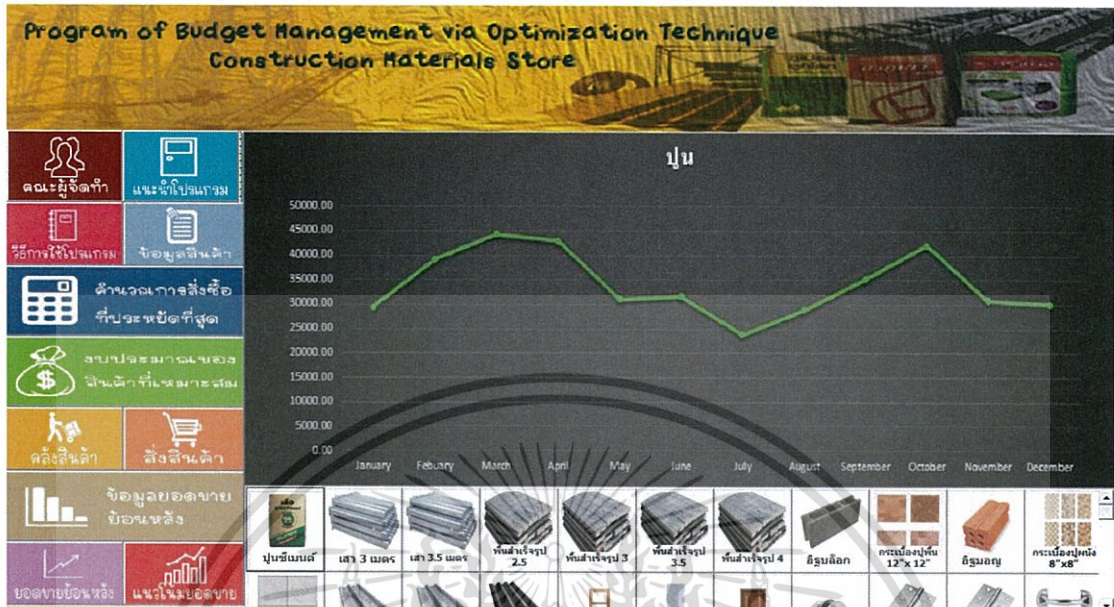 Program of Budget Management via Optimization Technique
Construction Materials Store
คณะผู้จัดทำ
แนะนำโปรแกรม
วิธีการใช้โปรแกรม
ข้อมูลสินค้า
คำนวณการสั่งซื้อ
ที่ประหยัดที่สุด
งบประมาณของ
สินค้าที่เหมาะสม
คลังสินค้า
สั่งสินค้า
ข้อมูลยอดขาย
ย้อนหลัง
ยอดขายย้อนหลัง
แนวโน้มยอดขาย
ปูน
50000.00
45000.00
40000.00
35000.00
30000.00
25000.00
20000.00
15000.00
10000.00
5000.00
0.00
January Febuary March April May June July August September October November December
ปูนซีเมนต์
เสา 3 เมตร
เสา 3.5 เมตร
พื้นสำเร็จรูป
2.5
พื้นสำเร็จรูป 3
พื้นสำเร็จรูป
3.5
พื้นสำเร็จรูป 4
อิฐบล็อก
กระเบื้องปูพื้น
12"x 12"
อิฐมอญ
กระเบื้องปูผนัง
8"x8"